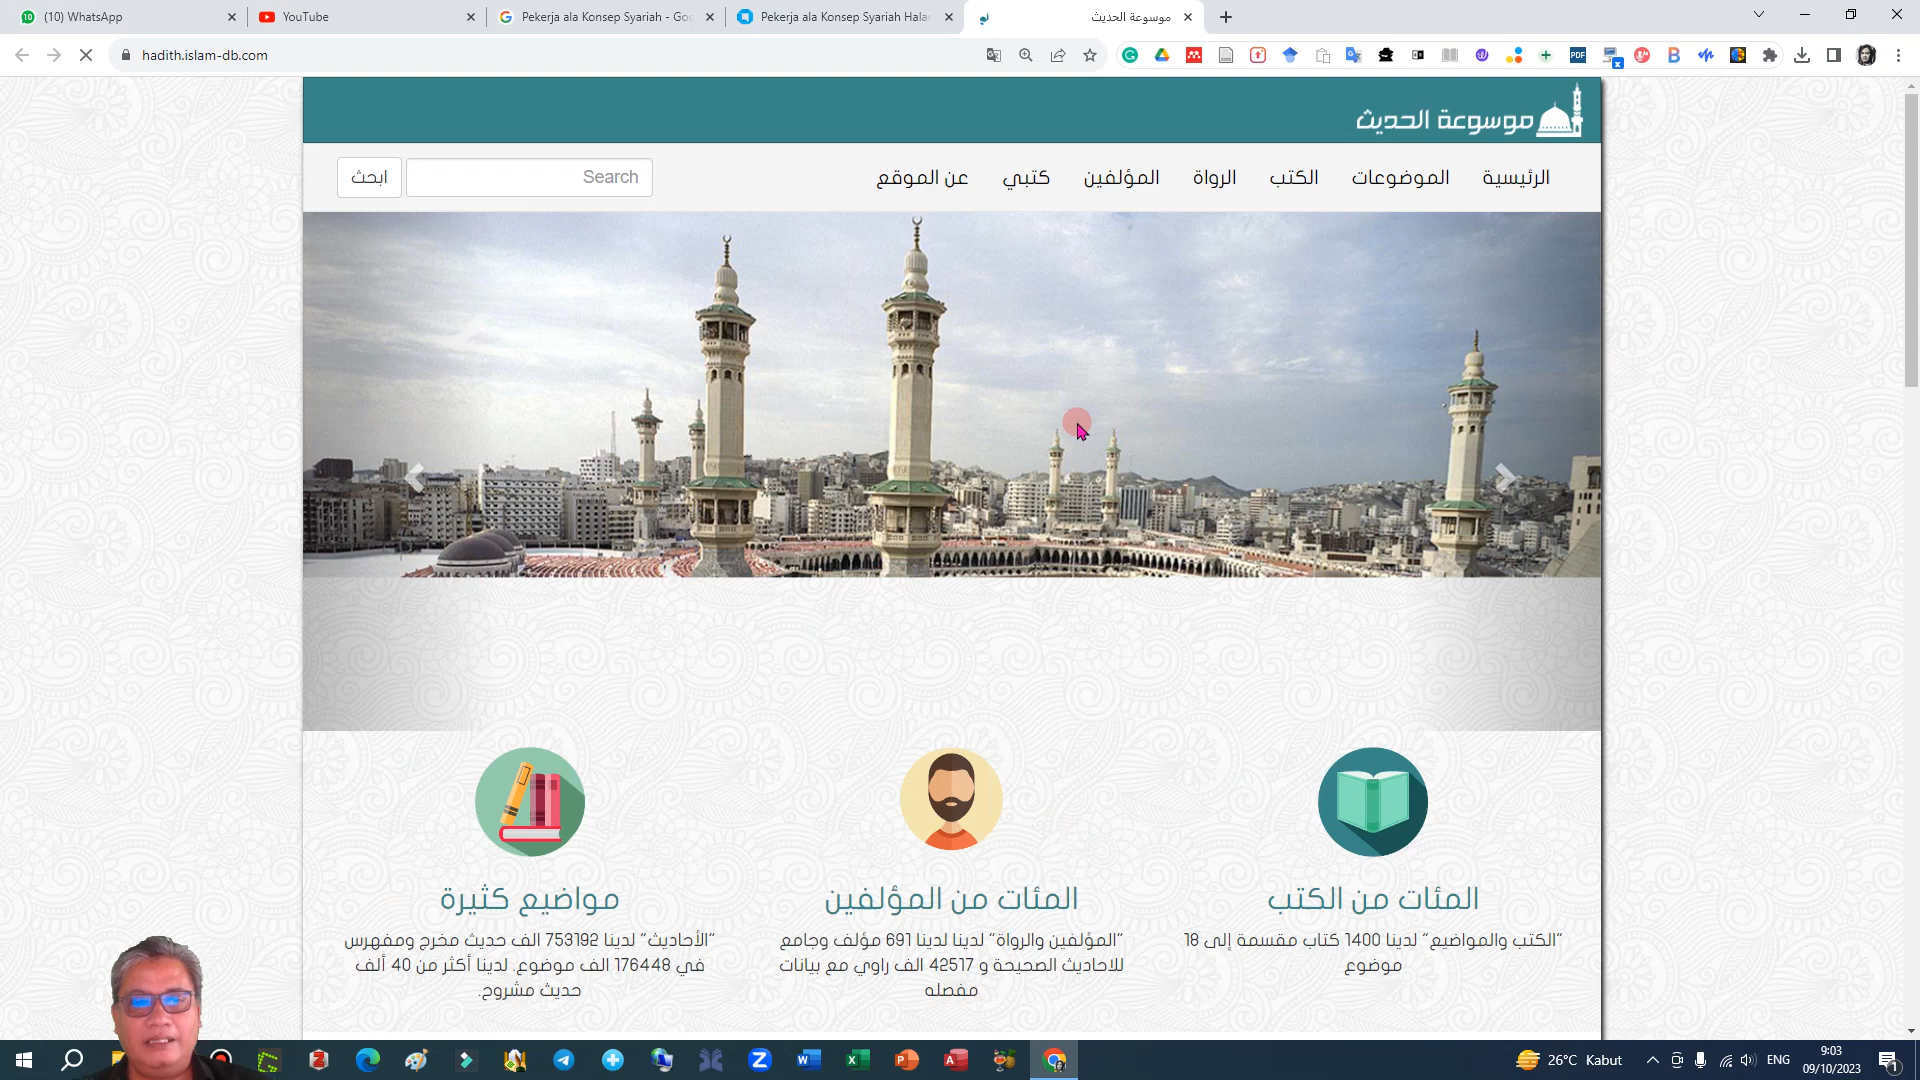 (10) WhatsApp
YouTube
Pekerja ala Konsep Syariah - Goo
Pekerja ala Konsep Syariah Halar
موسوعة الحديث
hadith.islam-db.com
موسوعة الحديث
الرئيسية
الموضوعات
الكتب
الرواة
المؤلفين
كتبي
عن الموقع
Search
ابحث
المئات من الكتب
"الكتب والمواضيع" لدينا 1400 كتاب مقسمة إلى 18
موضوع
المئات من المؤلفين
"المؤلفين والرواة" لدينا لدينا 691 مؤلف وجامع
للاحاديث الصحيحة و 42517 الف راوي مع بيانات
مفصله
مواضيع كثيرة
"الأحاديث" لدينا 753192 الف حديث مخرج ومفهرس
في 176448 الف موضوع. لدينا أكثر من 40 ألف
حديث مشروح.
26°C Kabut
ENG
9:03
09/10/2023